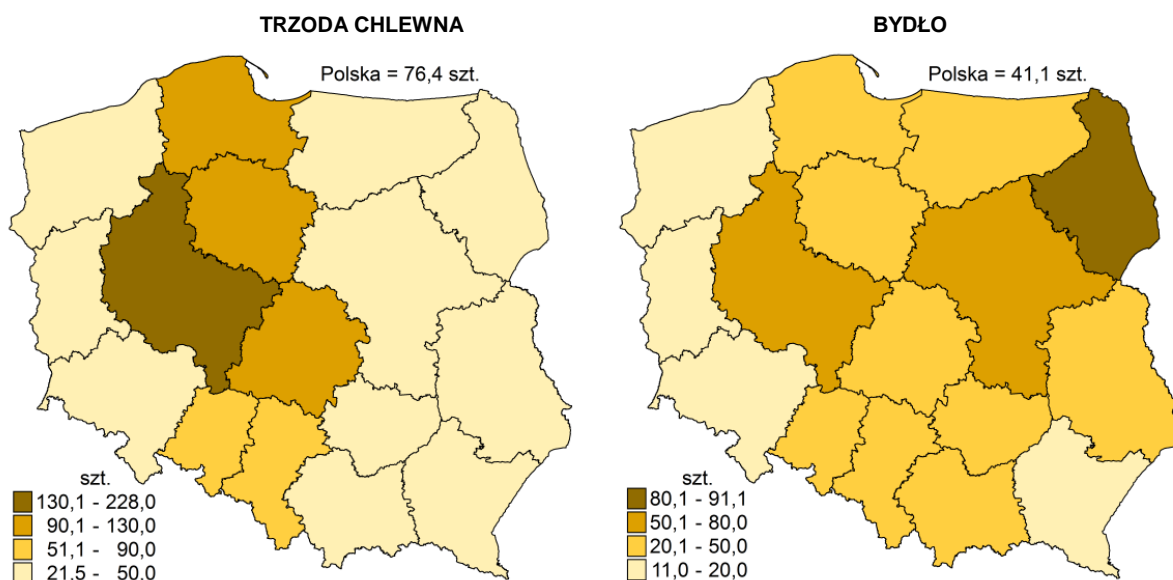 TRZODA CHLEWNA
Polska = 76,4 szt.
szt.
130,1 - 228,0
90,1 - 130,0
51,1 - 90,0
21,5 - 50,0
BYDŁO
Polska = 41,1 szt.
szt.
80,1 - 91,1
50,1 - 80,0
20,1 - 50,0
11,0 - 20,0